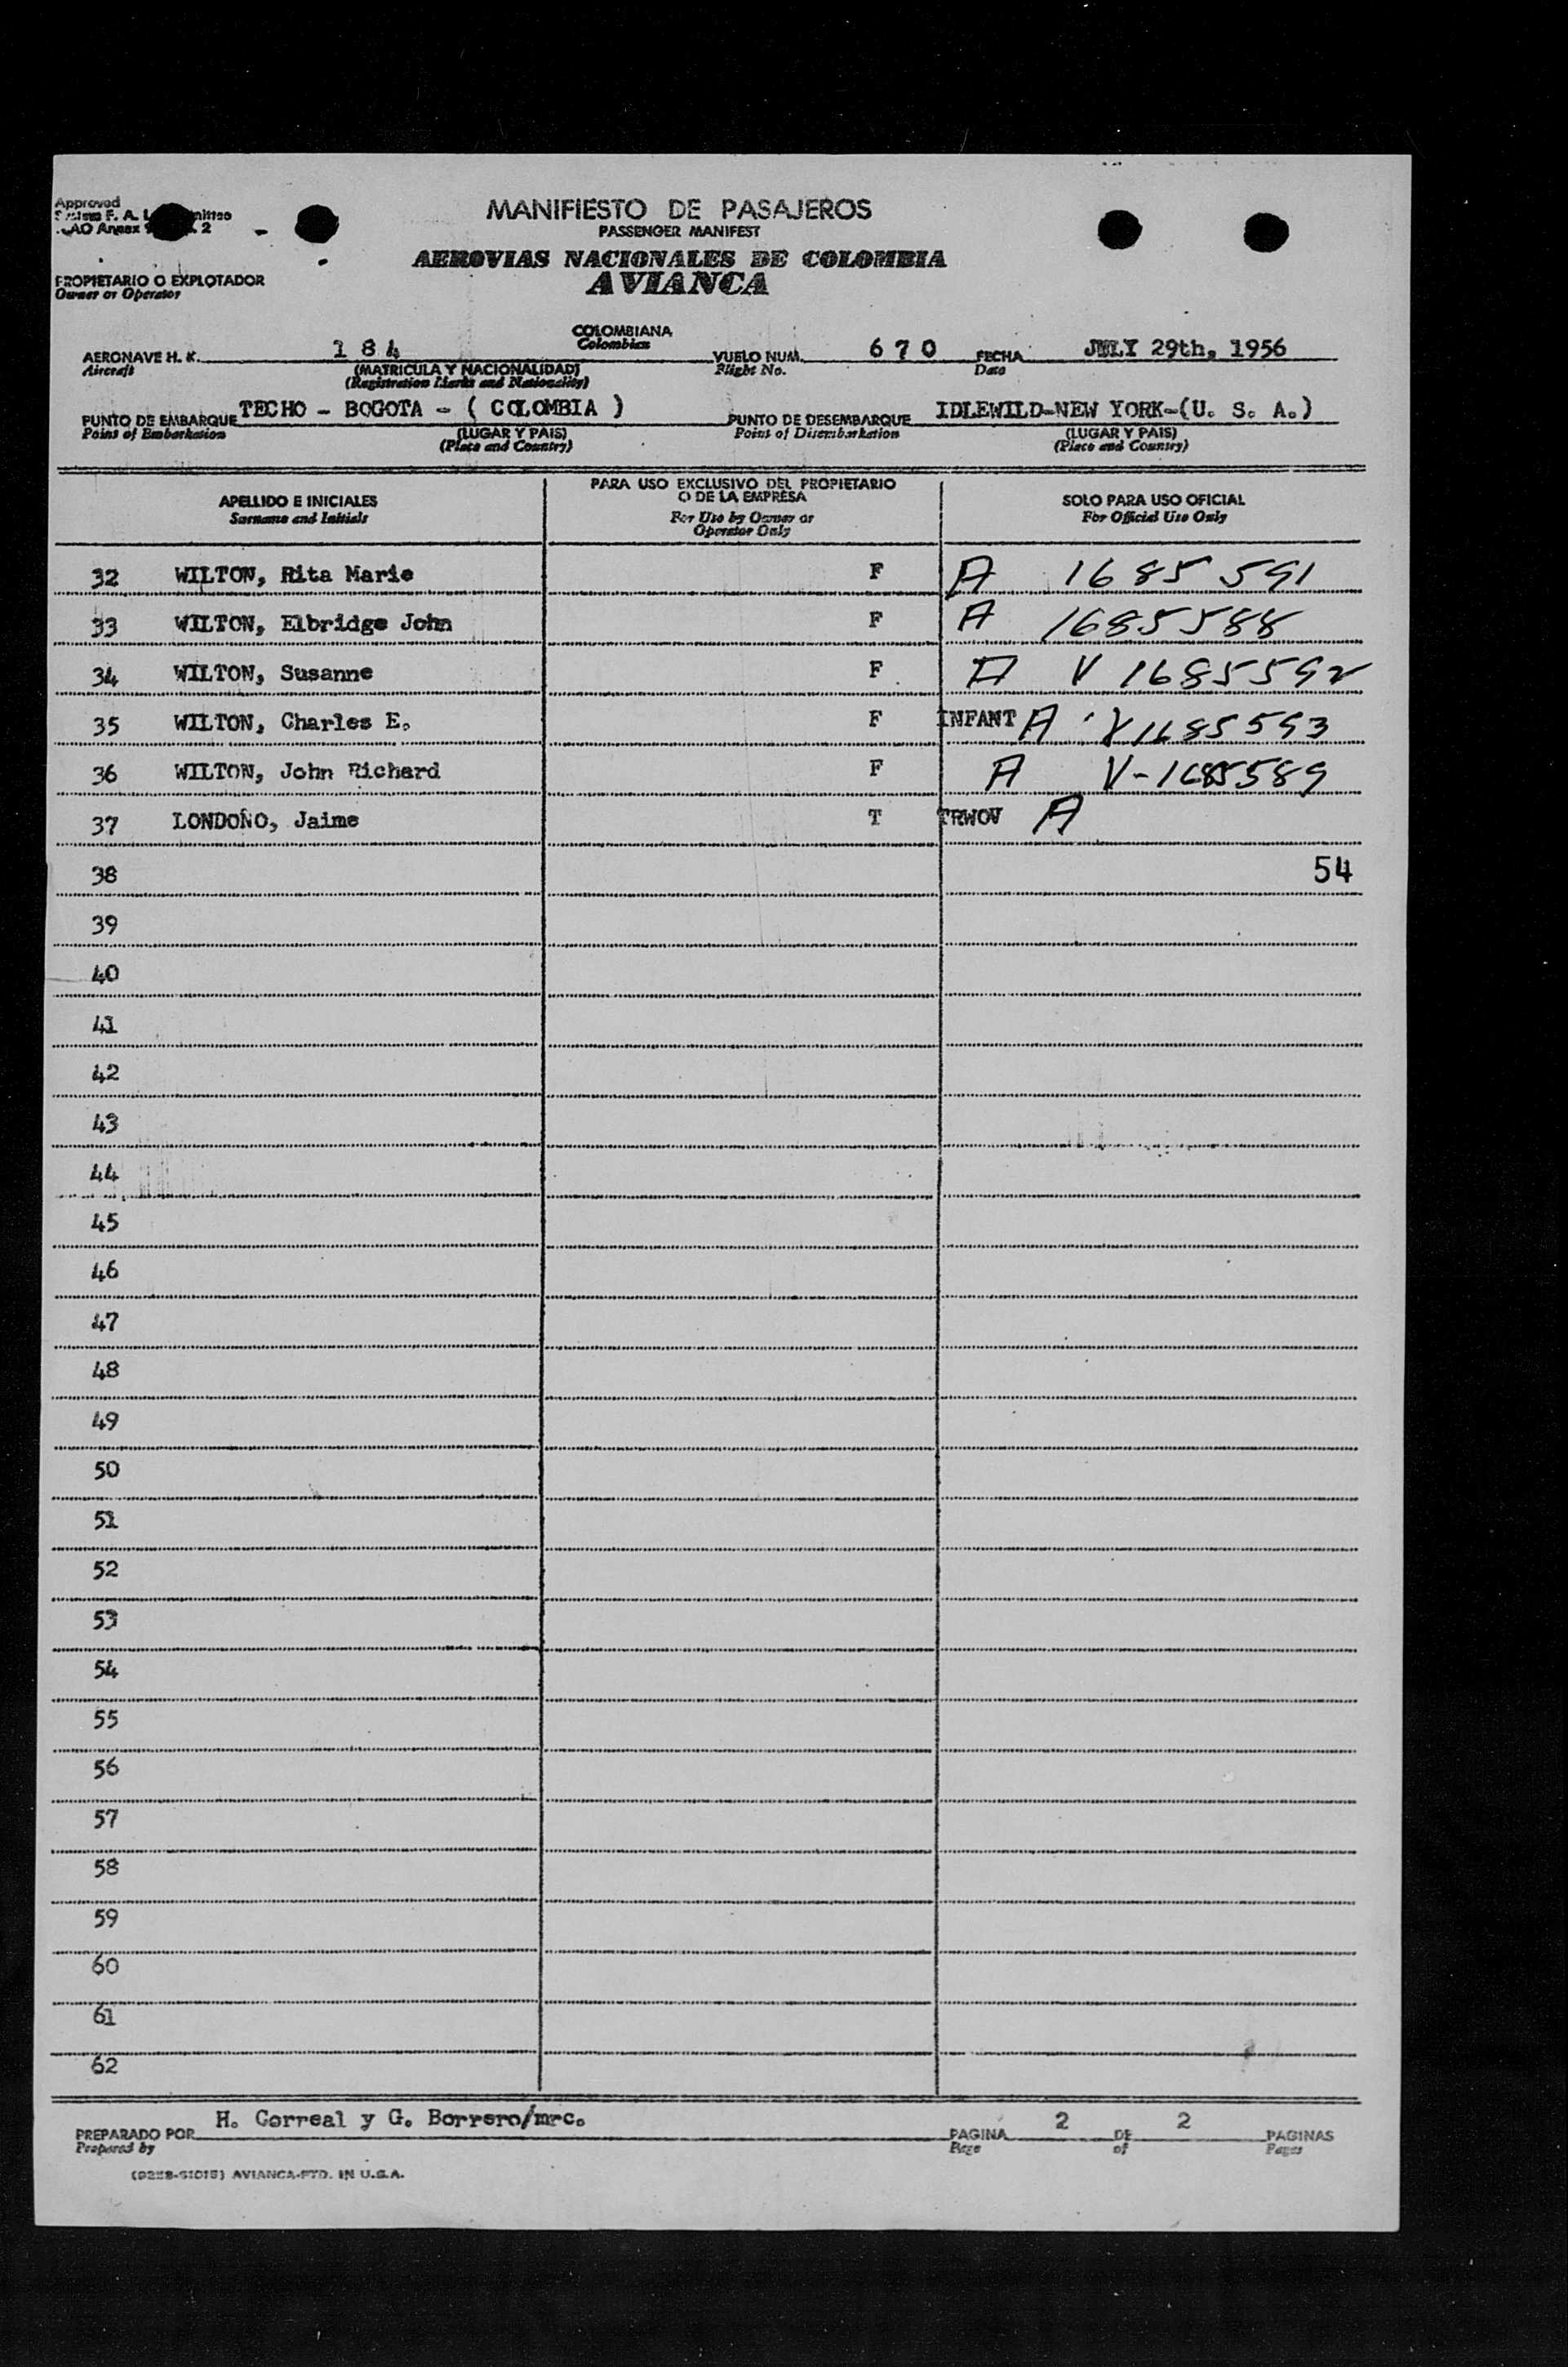 Approved
MANIFIESTO DE PASAJEROS
PASSENGER MANIFEST
AEROVIAS NACIONALES DE COLOMBIA
AVIANCA
PROPIETARIO O EXPLOTADOR
Owner or Operator
AERONAVE H. K. 184 COLOMBIANA VUELO NUM. 670 FECHA JULY 29th, 1956
Aircraft (MATRICULA Y NACIONALIDAD) Colombian Flight No. Date
(Registration Marks and Nationality)
PUNTO DE EMBARQUE TECHO - BOGOTA - ( COLOMBIA ) PUNTO DE DESEMBARQUE IDLEWILD-NEW YORK-(U. S. A.)
Point of Embarkation (LUGAR Y PAIS) Point of Disembarkation (LUGAR Y PAIS)
(Place and Country) (Place and Country)
APELLIDO E INICIALES PARA USO EXCLUSIVO DEL PROPIETARIO O DE LA EMPRESA SOLO PARA USO OFICIAL
Surname and Initials For Use by Owner or Operator Only For Official Use Only
32 WILTON, Rita Marie F A 1685591
33 WILTON, Elbridge John F A 1685588
34 WILTON, Susanne F A V 1685592
35 WILTON, Charles E. F INFANT A V1685593
36 WILTON, John Richard F A V-1685589
37 LONDOÑO, Jaime T TRWOV A
38 54
39
40
41
42
43
44
45
46
47
48
49
50
51
52
53
54
55
56
57
58
59
60
61
62
PREPARADO POR H. Correal y G. Borrero/mrc. PAGINA 2 DE 2 PAGINAS
Prepared by Page of Pages
AVIANCA-PTD. IN U.S.A.